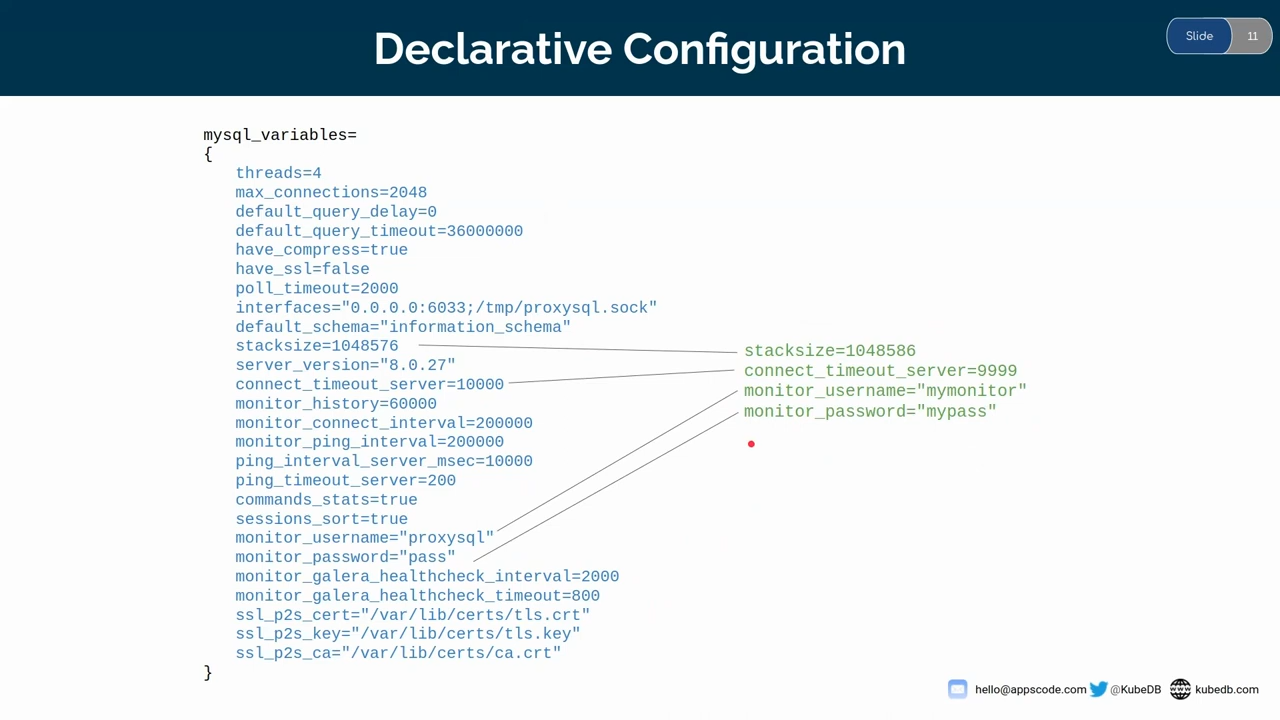 Declarative Configuration
Slide 11
mysql_variables=
{
threads=4
max_connections=2048
default_query_delay=0
default_query_timeout=36000000
have_compress=true
have_ssl=false
poll_timeout=2000
interfaces="0.0.0.0:6033;/tmp/proxysql.sock"
default_schema="information_schema"
stacksize=1048576
server_version="8.0.27"
connect_timeout_server=10000
monitor_history=60000
monitor_connect_interval=200000
monitor_ping_interval=200000
ping_interval_server_msec=10000
ping_timeout_server=200
commands_stats=true
sessions_sort=true
monitor_username="proxysql"
monitor_password="pass"
monitor_galera_healthcheck_interval=2000
monitor_galera_healthcheck_timeout=800
ssl_p2s_cert="/var/lib/certs/tls.crt"
ssl_p2s_key="/var/lib/certs/tls.key"
ssl_p2s_ca="/var/lib/certs/ca.crt"
}
stacksize=1048586
connect_timeout_server=9999
monitor_username="mymonitor"
monitor_password="mypass"
hello@appscode.com @KubeDB www kubedb.com